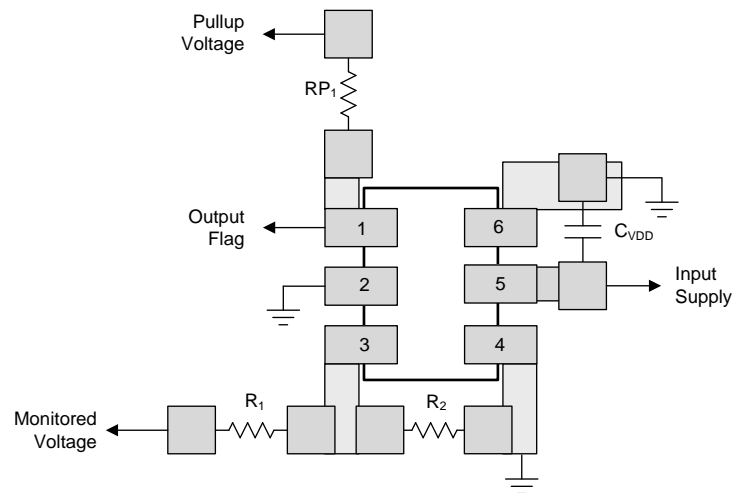 Pullup
Voltage
RP1
Output
Flag
1
6
CVDD
2
5
Input
Supply
3
4
R1
R2
Monitored
Voltage